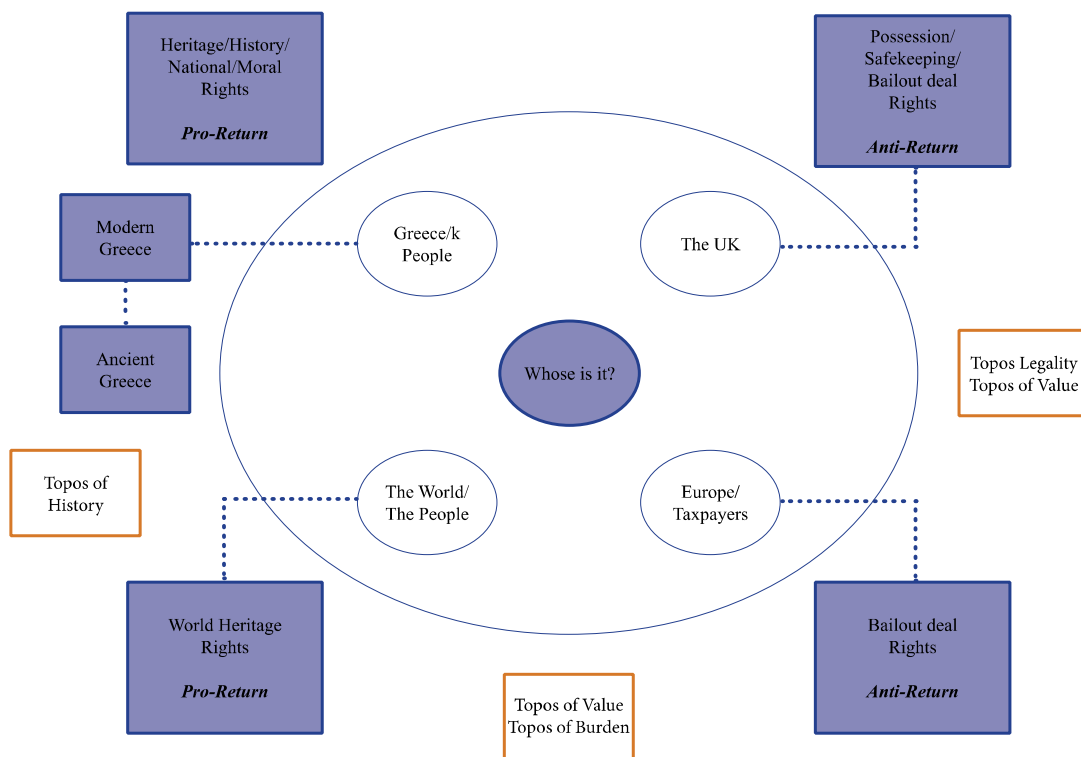 Heritage/History/
National/Moral
Rights
Pro-Return
Possession/
Safekeeping/
Bailout deal
Rights
Anti-Return
Modern
Greece
Greece/k
People
The UK
Ancient
Greece
Whose is it?
Topos Legality
Topos of Value
Topos of
History
The World/
The People
Europe/
Taxpayers
World Heritage
Rights
Pro-Return
Bailout deal
Rights
Anti-Return
Topos of Value
Topos of Burden